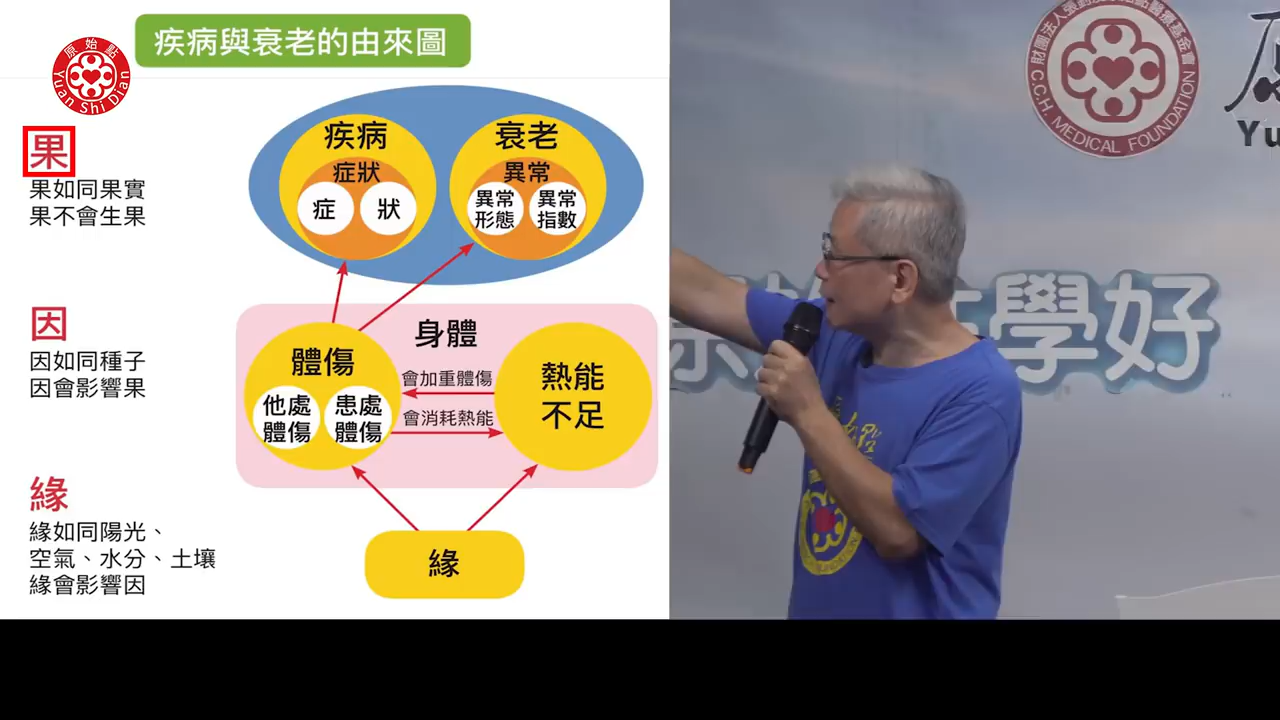 疾病與衰老的由來圖
原始點
Yuan Shi Dian
果
果如同果實
果不會生果
疾病
症狀
症
狀
衰老
異常
異常
形態
異常
指數
因
因如同種子
因會影響果
身體
體傷
他處
體傷
患處
體傷
會加重體傷
會消耗熱能
熱能
不足
緣
緣如同陽光、
空氣、水分、土壤
緣會影響因
緣
C.C.H. MEDICAL FOUNDATION
Yu
學好